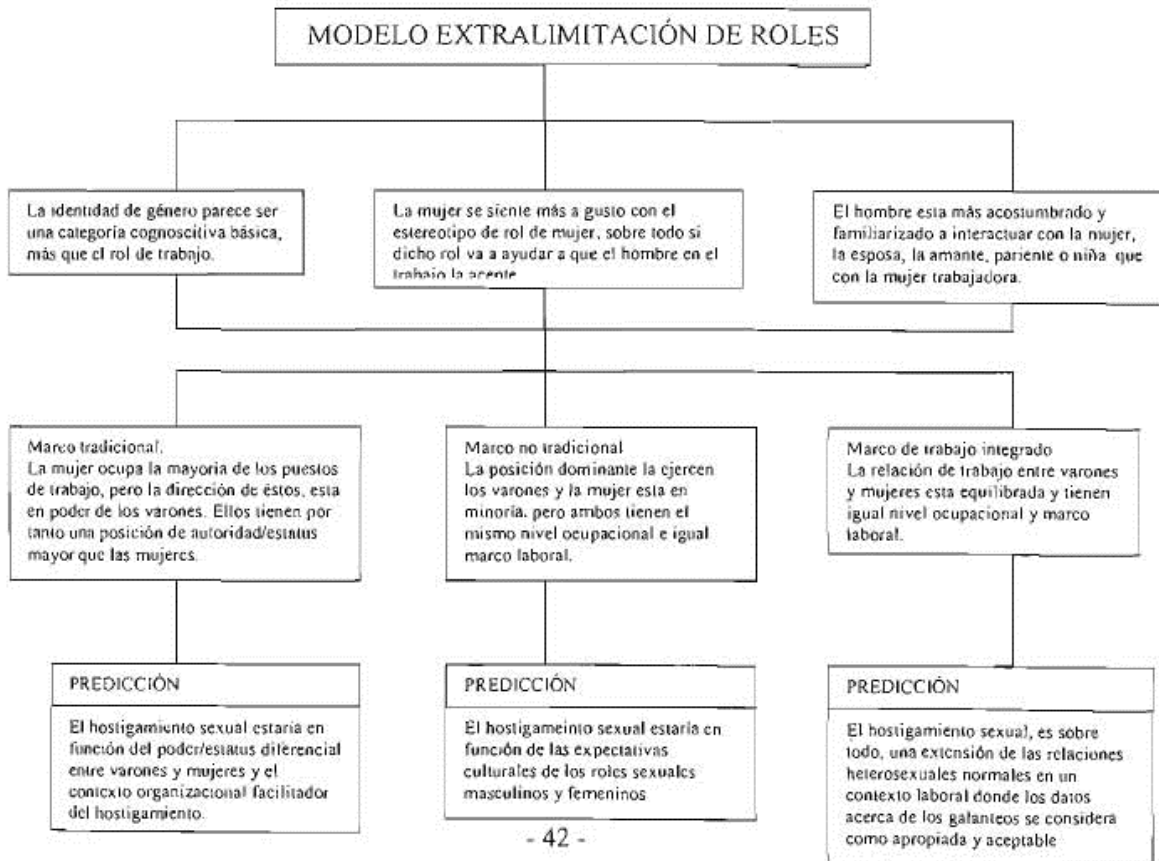 MODELO EXTRALIMITACIÓN DE ROLES
La identidad de género parece ser
una categoría cognoscitiva básica,
más que el rol de trabajo.
La mujer se siente más a gusto con el
estereotipo de rol de mujer, sobre todo si
dicho rol va a ayudar a que el hombre en el
trabajo la acepte
El hombre esta más acostumbrado y
familiarizado a interactuar con la mujer,
la esposa, la amante, pariente o niña que
con la mujer trabajadora.
Marco tradicional.
La mujer ocupa la mayoria de los puestos
de trabajo, pero la dirección de éstos, esta
en poder de los varones. Ellos tienen por
tanto una posición de autoridad/estatus
mayor que las mujeres.
Marco no tradicional
La posición dominante la ejercen
los varones y la mujer esta en
minoría. pero ambos tienen el
mismo nivel ocupacional e igual
marco laboral.
Marco de trabajo integrado
La relación de trabajo entre varones
y mujeres esta equilibrada y tienen
igual nivel ocupacional y marco
laboral.
PREDICCIÓN
El hostigamiento sexual estaría en
función del poder/estatus diferencial
entre varones y mujeres y el
contexto organizacional facilitador
del hostigamiento.
PREDICCIÓN
El hostigameinto sexual estaría en
función de las expectativas
culturales de los roles sexuales
masculinos y femeninos
PREDICCIÓN
El hostigamiento sexual, es sobre
todo, una extensión de las relaciones
heterosexuales normales en un
contexto laboral donde los datos
acerca de los galanteos se considera
como apropiada y aceptable
- 42 -